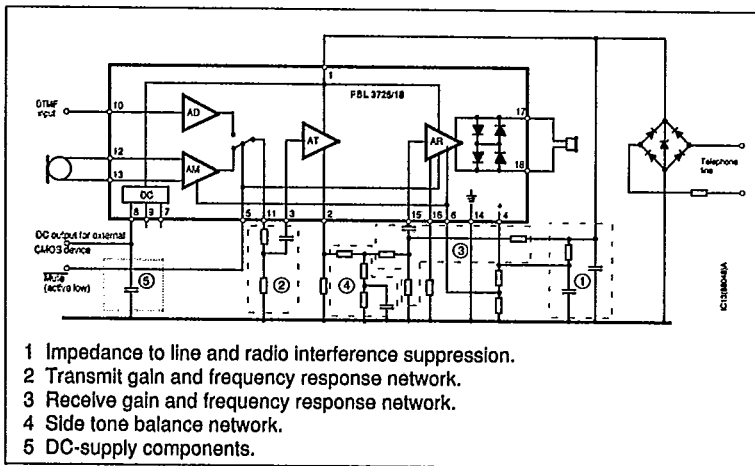 1
PBL 3725/18
DTMF
input
10
AD
17
12
AT
AR
AM
13
18
Telephone
line
DC
8 9 7
5 11 3 2 15 16 6 14 4
DC output for external
CMOS device
Mute
(active low)
5
2
4
3
1
1 Impedance to line and radio interference suppression.
2 Transmit gain and frequency response network.
3 Receive gain and frequency response network.
4 Side tone balance network.
5 DC-supply components.